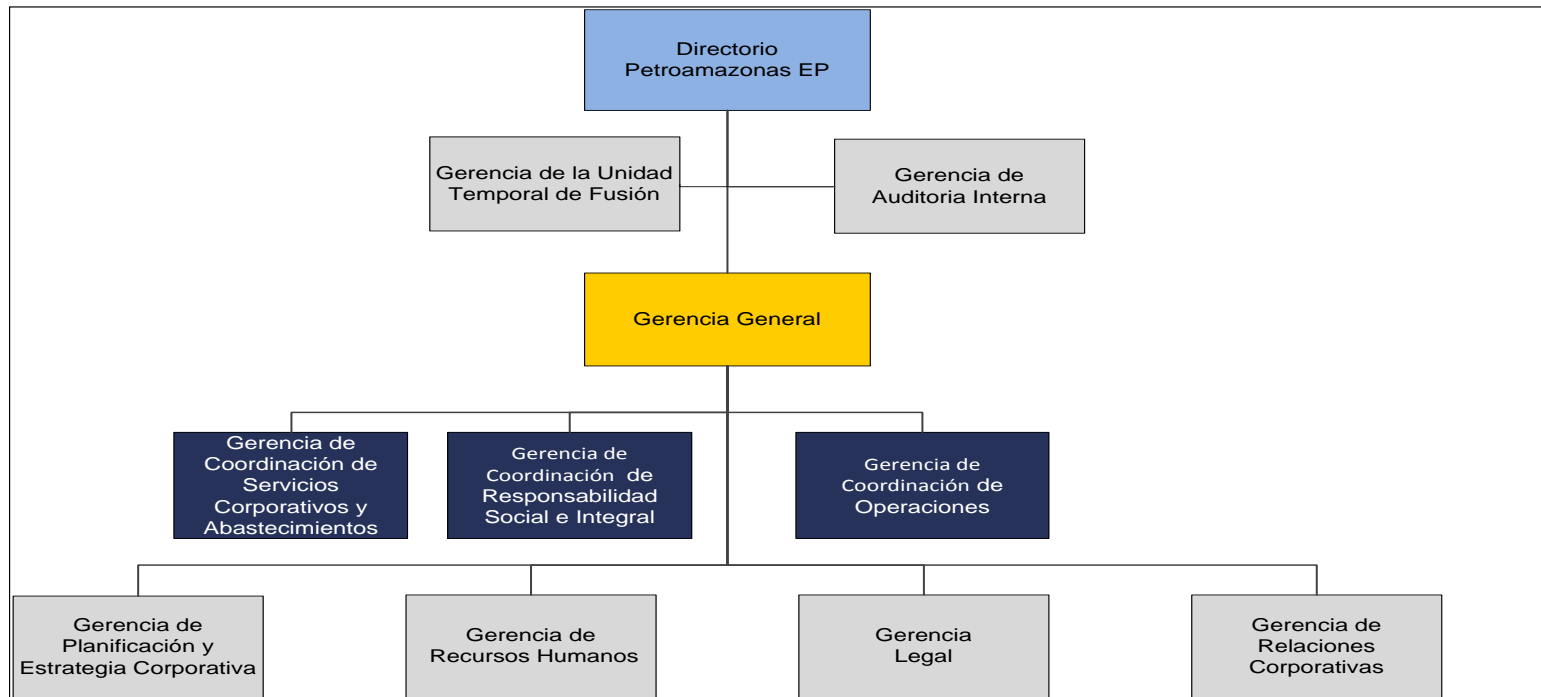 Directorio
Petroamazonas EP
Gerencia de la Unidad
Temporal de Fusión
Gerencia de
Auditoria Interna
Gerencia General
Gerencia de
Coordinación de
Servicios
Corporativos y
Abastecimientos
Gerencia de
Coordinación de
Responsabilidad
Social e Integral
Gerencia de
Coordinación de
Operaciones
Gerencia de
Planificación y
Estrategia Corporativa
Gerencia de
Recursos Humanos
Gerencia
Legal
Gerencia de
Relaciones
Corporativas